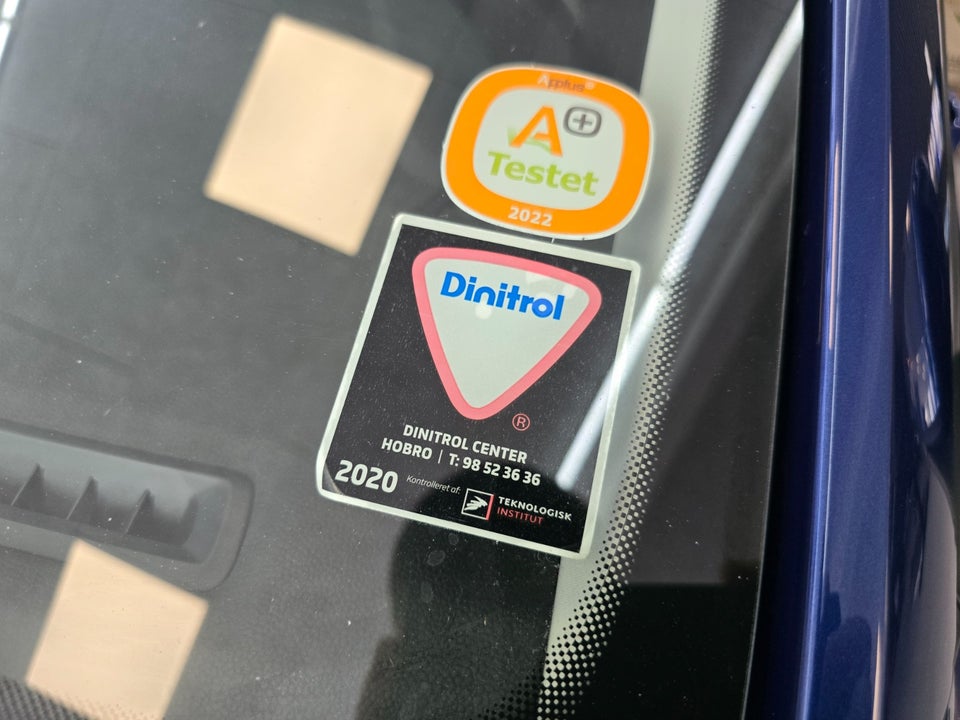 Applus®
A+
Testet
2022
Dinitrol
®
DINITROL CENTER
HOBRO | T: 98 52 36 36
2020 Kontrolleret af: TEKNOLOGISK
INSTITUT